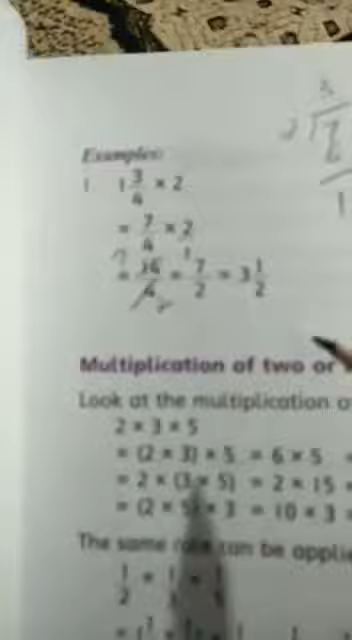 Examples:
1 1 3/4 × 2
= 7/4 × 2
= 14/4 = 7/2 = 3 1/2
Multiplication of two or
Look at the multiplication o
2 × 3 × 5
= (2 × 3) × 5 = 6 × 5 =
= 2 × (3 × 5) = 2 × 15 =
= (2 × 5) × 3 = 10 × 3 =
The same rule can be applie